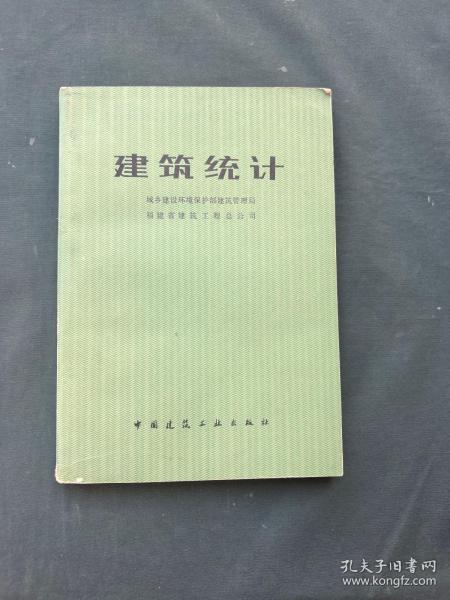 建筑统计
城乡建设环境保护部建筑管理局
福建省建筑工程总公司
中国建筑工业出版社
孔夫子旧书网
www.kongfz.com